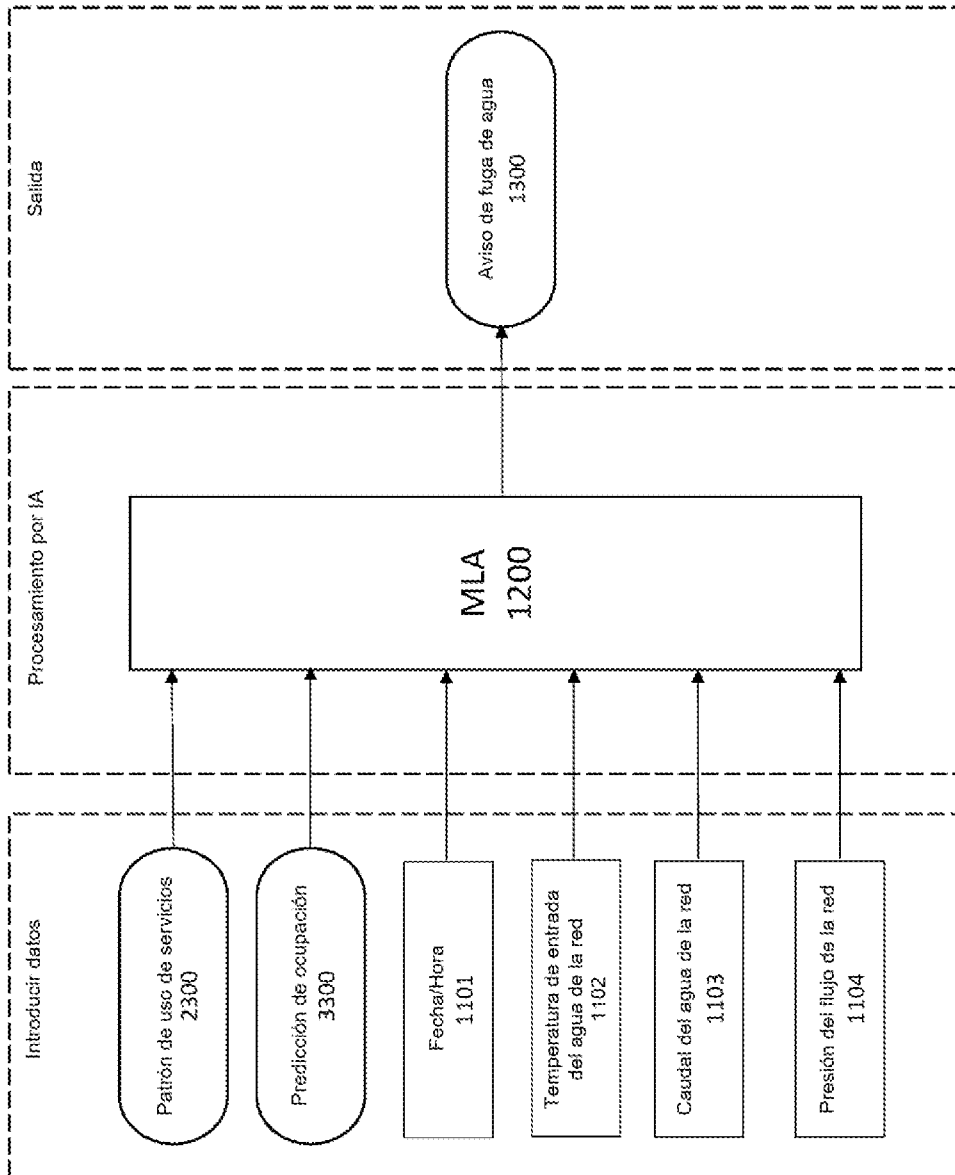 Introducir datos
Patrón de uso de servicios
2300
Predicción de ocupación
3300
Fecha/Hora
1101
Temperatura de entrada
del agua de la red
1102
Caudal del agua de la red
1103
Presión del flujo de la red
1104
Procesamiento por IA
MLA
1200
Salida
Aviso de fuga de agua
1300